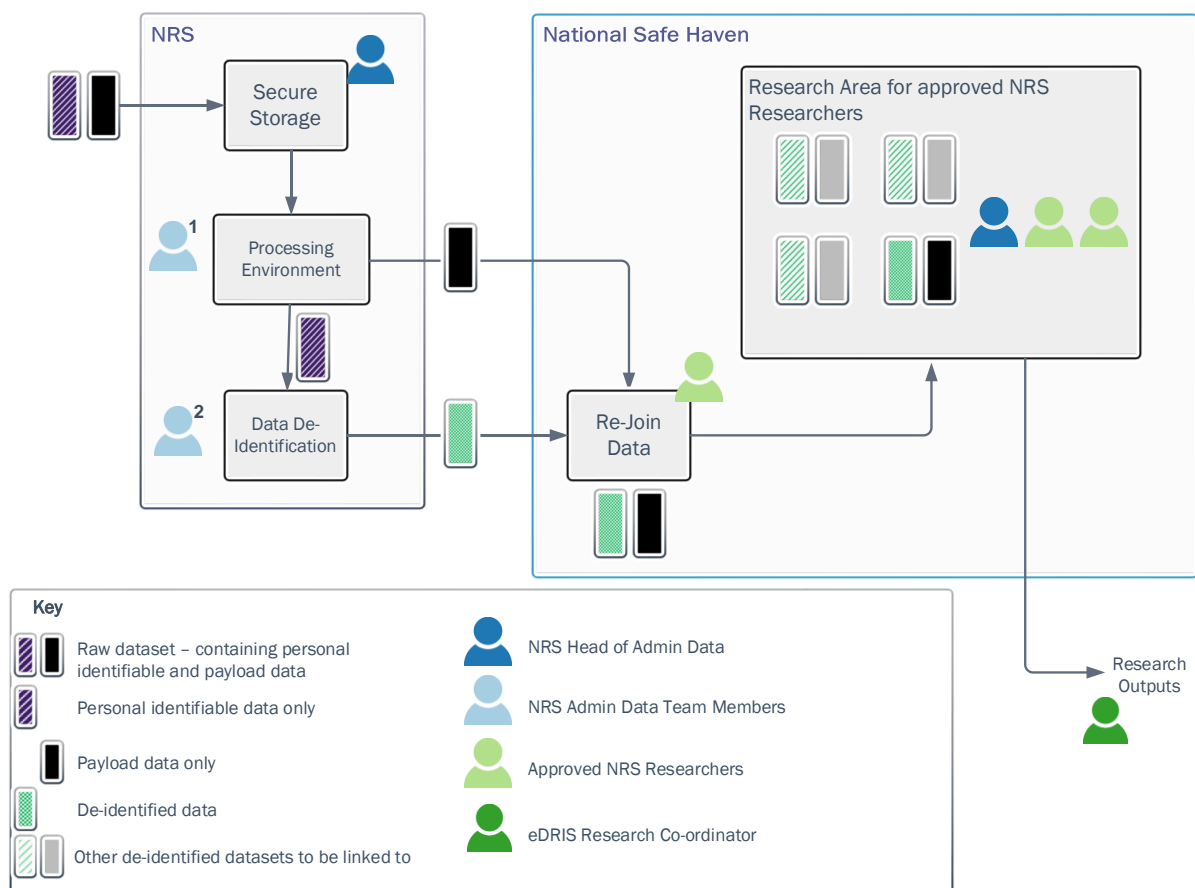 NRS
National Safe Haven
Secure
Storage
Research Area for approved NRS
Researchers
1
Processing
Environment
2
Data De-
Identification
Re-Join
Data
Research
Outputs
Key
Raw dataset – containing personal
identifiable and payload data
Personal identifiable data only
Payload data only
De-identified data
Other de-identified datasets to be linked to
NRS Head of Admin Data
NRS Admin Data Team Members
Approved NRS Researchers
eDRIS Research Co-ordinator